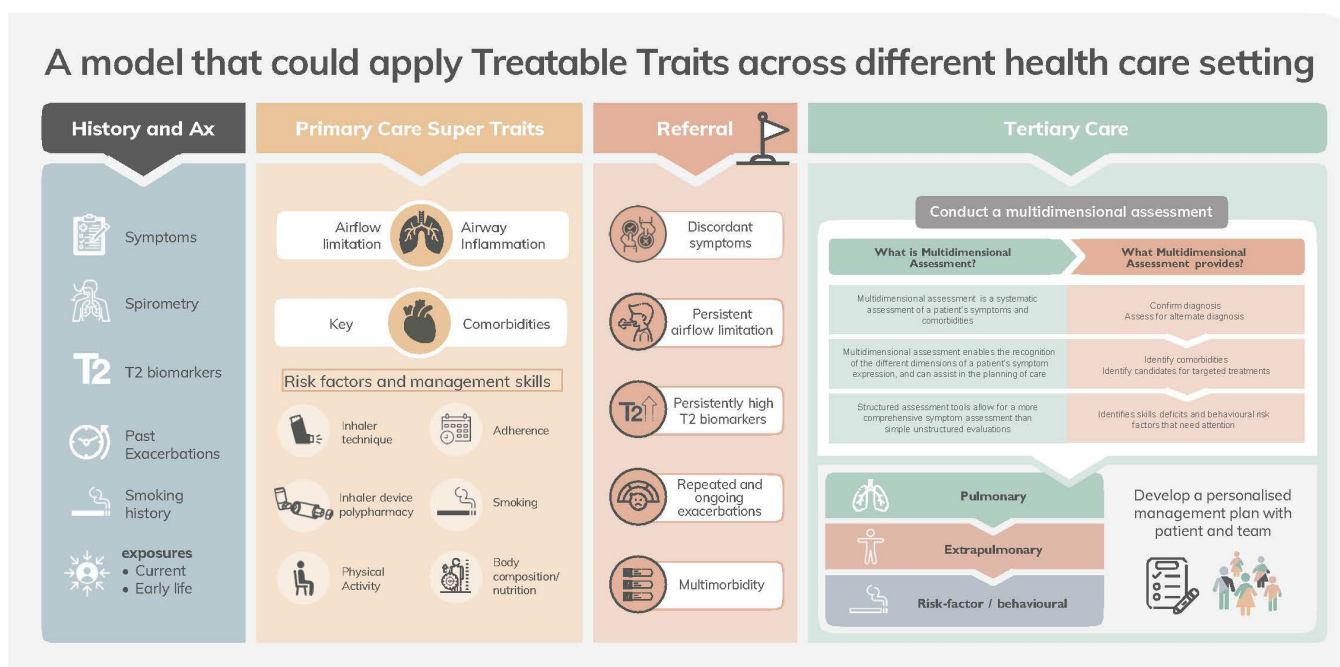 A model that could apply Treatable Traits across different health care setting
History and Ax
Symptoms
Spirometry
T2
T2 biomarkers
Past
Exacerbations
Smoking
history
exposures
• Current
• Early life
Primary Care Super Traits
Airflow
limitation
Airway
Inflammation
Key
Comorbidities
Risk factors and management skills
Inhaler
technique
Adherence
Inhaler device
polypharmacy
Smoking
Physical
Activity
Body
composition/
nutrition
Referral
Discordant
symptoms
Persistent
airflow limitation
T2
Persistently high
T2 biomarkers
Repeated and
ongoing
exacerbations
Multimorbidity
Tertiary Care
Conduct a multidimensional assessment
What is Multidimensional
Assessment?
What Multidimensional
Assessment provides?
Multidimensional assessment is a systematic
assessment of a patient's symptoms and
comorbidities
Confirm diagnosis
Assess for alternate diagnosis
Multidimensional assessment enables the recognition
of the different dimensions of a patient's symptom
expression, and can assist in the planning of care
Identify comorbidities
Identify candidates for targeted treatments
Structured assessment tools allow for a more
comprehensive symptom assessment than
simple unstructured evaluations
Identifies skills deficits and behavioural risk
factors that need attention
Pulmonary
Extrapulmonary
Risk-factor / behavioural
Develop a personalised
management plan with
patient and team